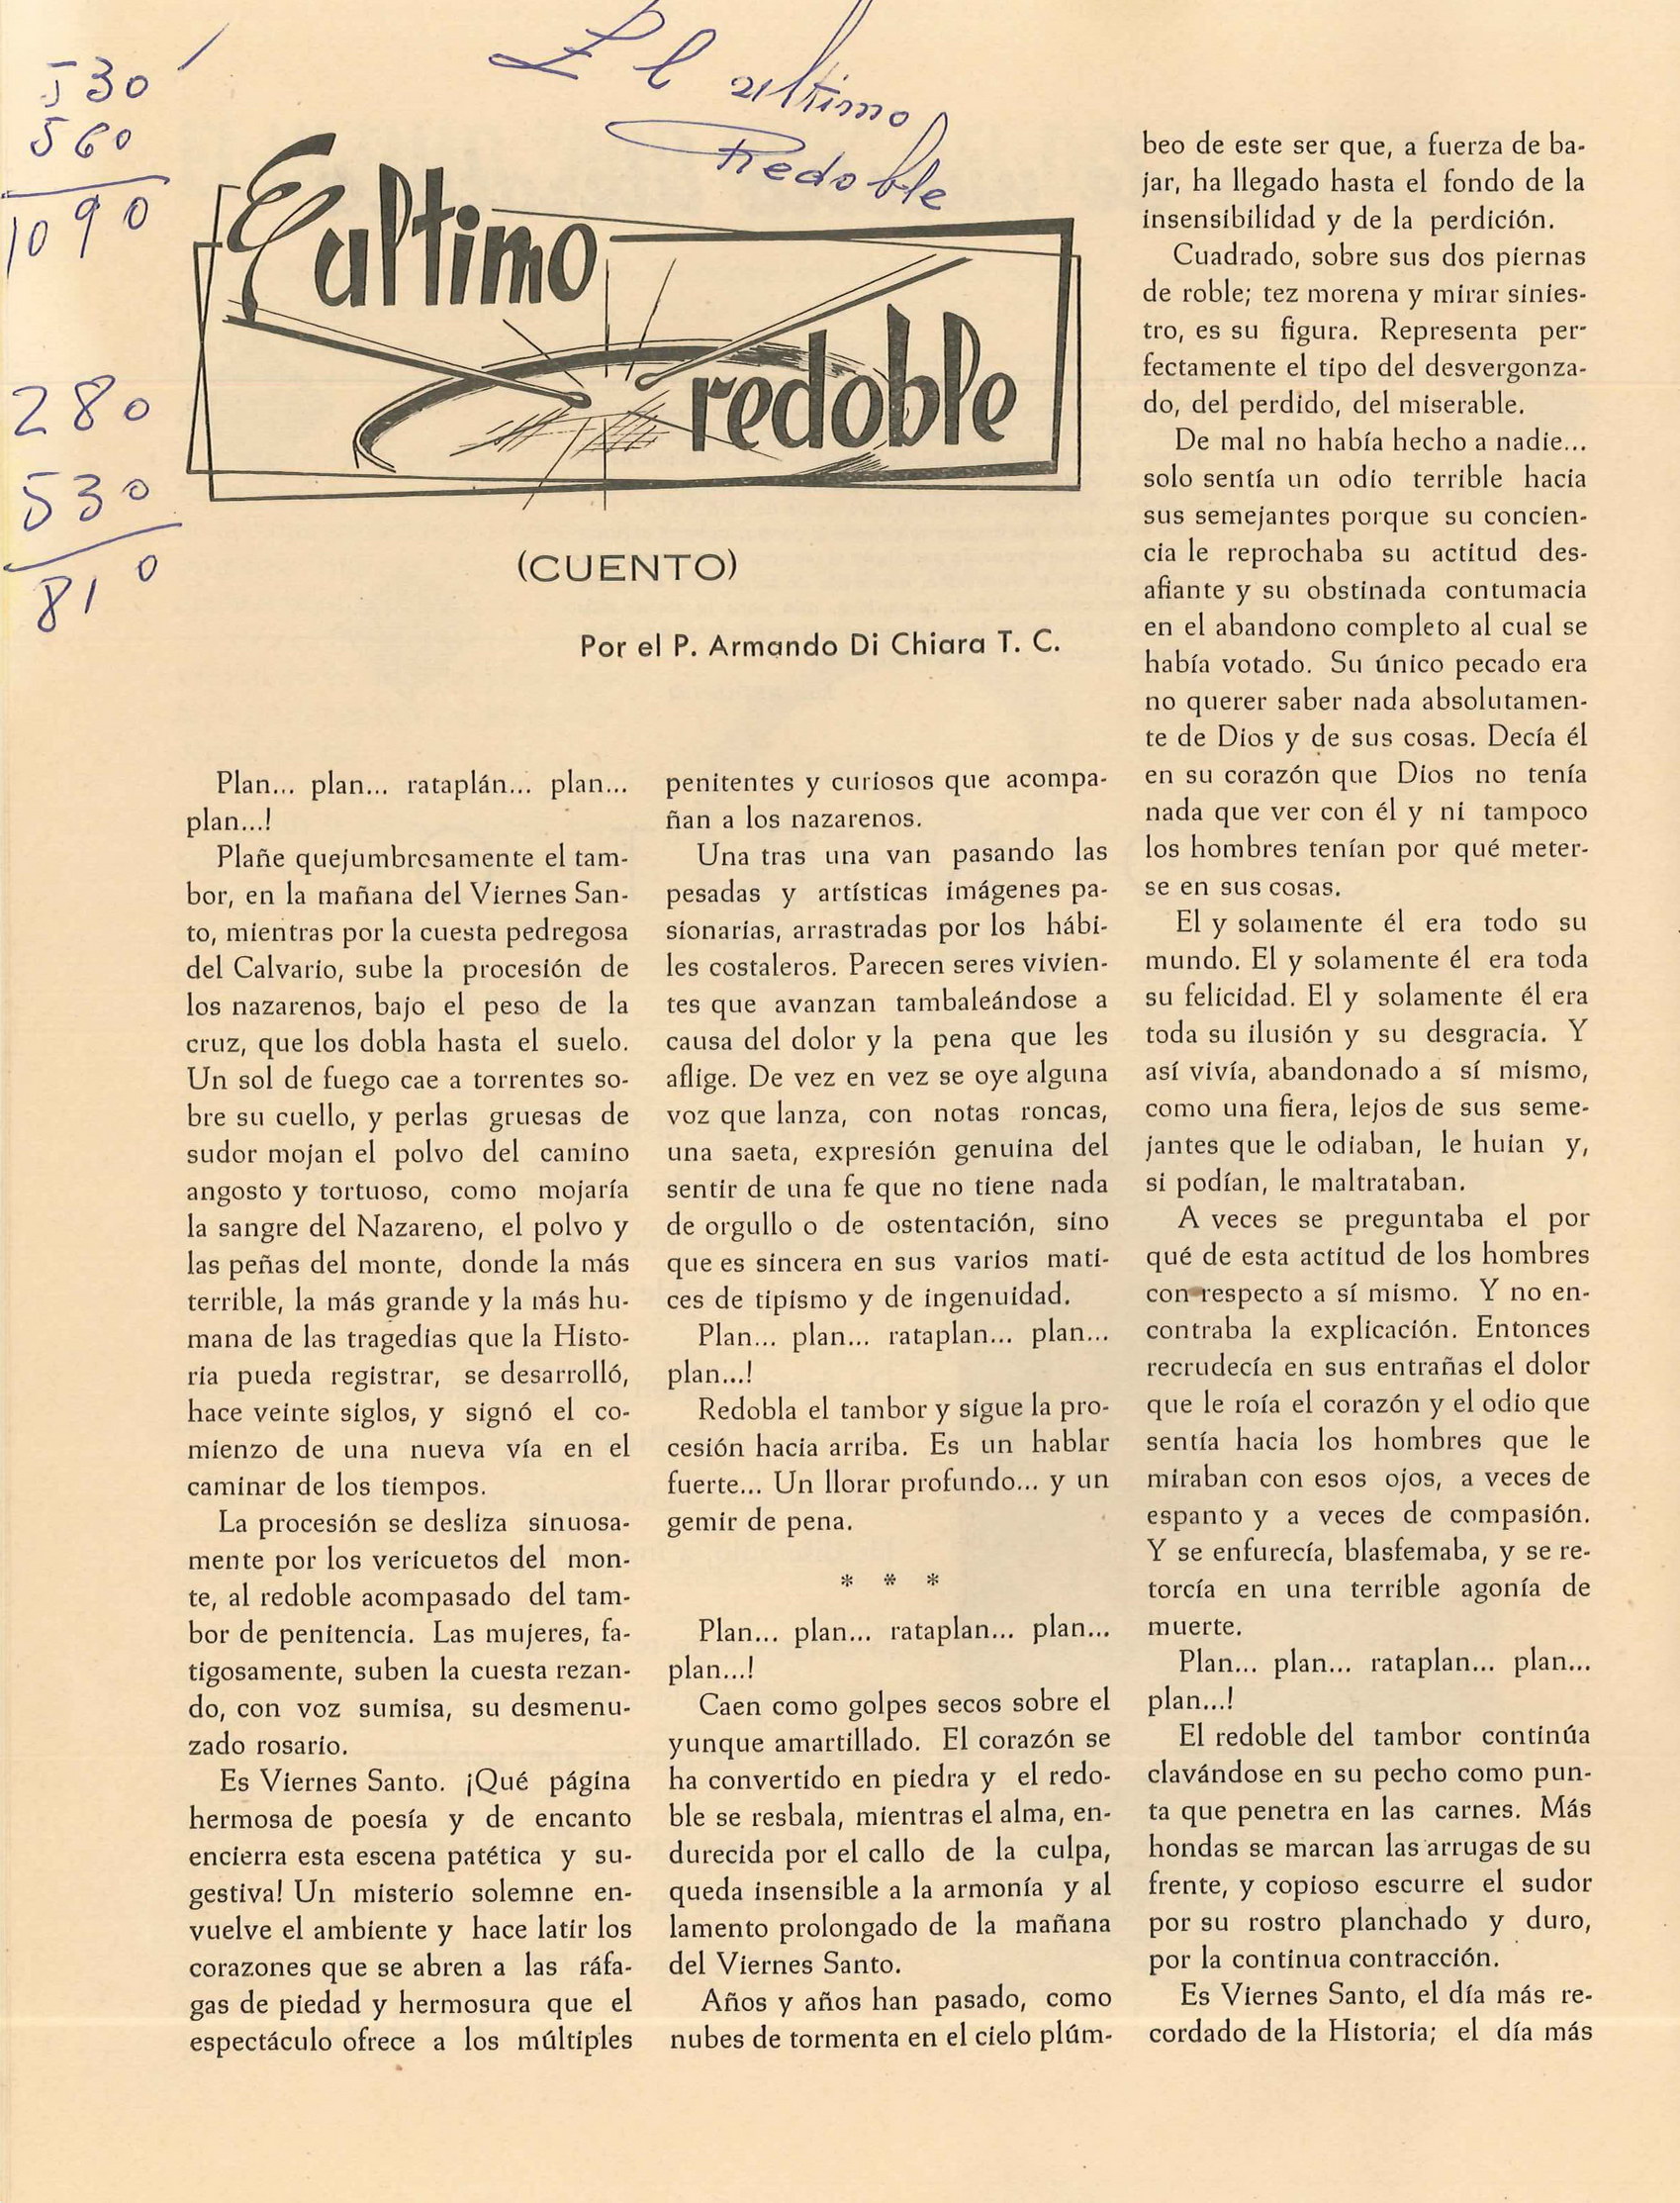 530
560
1090
280
530
810
El ultimo
Redoble
El ultimo
redoble
(CUENTO)
Por el P. Armando Di Chiara T. C.
Plan... plan... rataplán... plan...
plan...!
Plañe quejumbrosamente el tam-
bor, en la mañana del Viernes San-
to, mientras por la cuesta pedregosa
del Calvario, sube la procesión de
los nazarenos, bajo el peso de la
cruz, que los dobla hasta el suelo.
Un sol de fuego cae a torrentes so-
bre su cuello, y perlas gruesas de
sudor mojan el polvo del camino
angosto y tortuoso, como mojaría
la sangre del Nazareno, el polvo y
las peñas del monte, donde la más
terrible, la más grande y la más hu-
mana de las tragedias que la Histo-
ria pueda registrar, se desarrolló,
hace veinte siglos, y signó el co-
mienzo de una nueva vía en el
caminar de los tiempos.
La procesión se desliza sinuosa-
mente por los vericuetos del mon-
te, al redoble acompasado del tam-
bor de penitencia. Las mujeres, fa-
tigosamente, suben la cuesta rezan-
do, con voz sumisa, su desmenu-
zado rosario.
Es Viernes Santo. ¡Qué página
hermosa de poesía y de encanto
encierra esta escena patética y su-
gestiva! Un misterio solemne en-
vuelve el ambiente y hace latir los
corazones que se abren a las ráfa-
gas de piedad y hermosura que el
espectáculo ofrece a los múltiples
penitentes y curiosos que acompa-
ñan a los nazarenos.
Una tras una van pasando las
pesadas y artísticas imágenes pa-
sionarias, arrastradas por los hábi-
les costaleros. Parecen seres vivien-
tes que avanzan tambaleándose a
causa del dolor y la pena que les
aflige. De vez en vez se oye alguna
voz que lanza, con notas roncas,
una saeta, expresión genuina del
sentir de una fe que no tiene nada
de orgullo o de ostentación, sino
que es sincera en sus varios mati-
ces de tipismo y de ingenuidad.
Plan... plan... rataplan... plan...
plan...!
Redobla el tambor y sigue la pro-
cesión hacia arriba. Es un hablar
fuerte... Un llorar profundo... y un
gemir de pena.
* * *
Plan... plan... rataplan... plan...
plan...!
Caen como golpes secos sobre el
yunque amartillado. El corazón se
ha convertido en piedra y el redo-
ble se resbala, mientras el alma, en-
durecida por el callo de la culpa,
queda insensible a la armonía y al
lamento prolongado de la mañana
del Viernes Santo.
Años y años han pasado, como
nubes de tormenta en el cielo plúm-
beo de este ser que, a fuerza de ba-
jar, ha llegado hasta el fondo de la
insensibilidad y de la perdición.
Cuadrado, sobre sus dos piernas
de roble; tez morena y mirar sinies-
tro, es su figura. Representa per-
fectamente el tipo del desvergonza-
do, del perdido, del miserable.
De mal no había hecho a nadie...
solo sentía un odio terrible hacia
sus semejantes porque su concien-
cia le reprochaba su actitud des-
afiante y su obstinada contumacia
en el abandono completo al cual se
había votado. Su único pecado era
no querer saber nada absolutamen-
te de Dios y de sus cosas. Decía él
en su corazón que Dios no tenía
nada que ver con él y ni tampoco
los hombres tenían por qué meter-
se en sus cosas.
El y solamente él era todo su
mundo. El y solamente él era toda
su felicidad. El y solamente él era
toda su ilusión y su desgracia. Y
así vivía, abandonado a sí mismo,
como una fiera, lejos de sus seme-
jantes que le odiaban, le huian y,
si podían, le maltrataban.
A veces se preguntaba el por
qué de esta actitud de los hombres
con respecto a sí mismo. Y no en-
contraba la explicación. Entonces
recrudecía en sus entrañas el dolor
que le roía el corazón y el odio que
sentía hacia los hombres que le
miraban con esos ojos, a veces de
espanto y a veces de compasión.
Y se enfurecía, blasfemaba, y se re-
torcía en una terrible agonía de
muerte.
Plan... plan... rataplan... plan...
plan...!
El redoble del tambor continúa
clavándose en su pecho como pun-
ta que penetra en las carnes. Más
hondas se marcan las arrugas de su
frente, y copioso escurre el sudor
por su rostro planchado y duro,
por la continua contracción.
Es Viernes Santo, el día más re-
cordado de la Historia; el día más